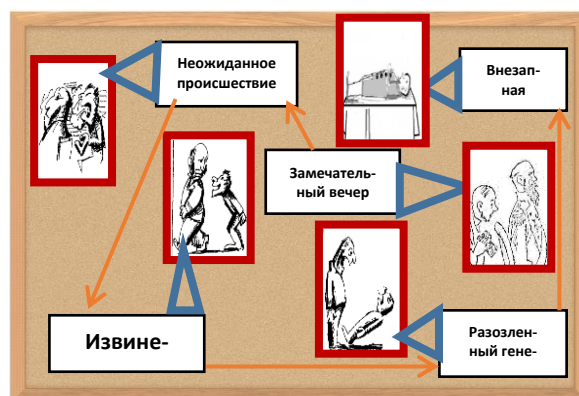 Неожиданное
происшествие
Внезап-
ная
Замечатель-
ный вечер
Извине-
Разозлен-
ный гене-